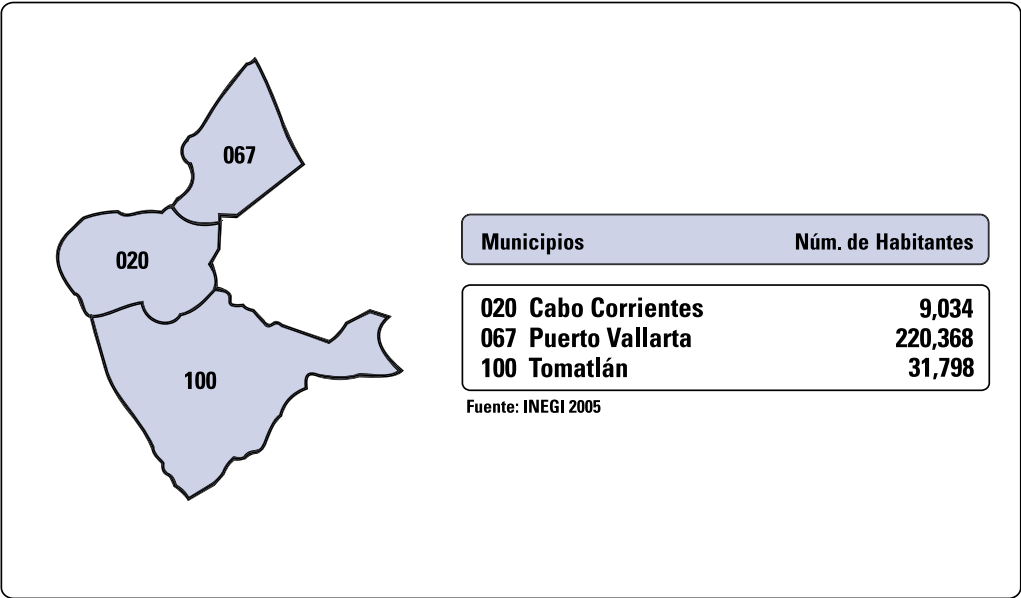 067
020
100
Municipios Núm. de Habitantes
020 Cabo Corrientes 9,034
067 Puerto Vallarta 220,368
100 Tomatlán 31,798
Fuente: INEGI 2005